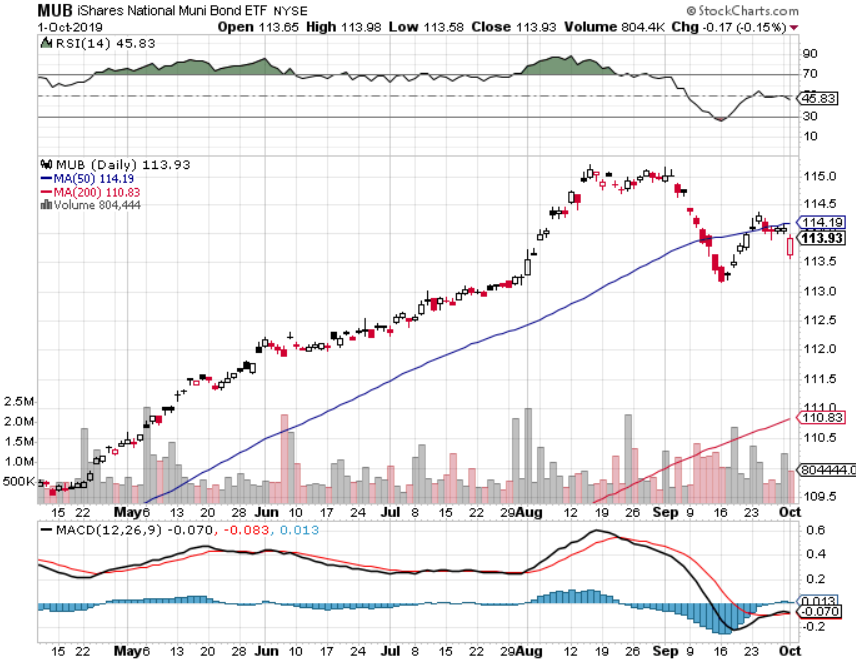 MUB iShares National Muni Bond ETF NYSE © StockCharts.com
1-Oct-2019 Open 113.65 High 113.98 Low 113.58 Close 113.93 Volume 804.4K Chg -0.17 (-0.15%)
RSI(14) 45.83
90
70
45.83
30
10
MUB (Daily) 113.93
MA(50) 114.19
MA(200) 110.83
Volume 804,444
115.0
114.5
114.19
113.93
113.5
113.0
112.5
112.0
111.5
111.0
110.83
110.5
109.5
2.5M
2.0M
1.5M
1.0M
500K
804444.0
15 22 May 6 13 20 28 Jun 10 17 24 Jul 8 15 22 29 Aug 12 19 26 Sep 9 16 23 Oct
MACD(12,26,9) -0.070, -0.083, 0.013
0.6
0.4
0.2
0.013
-0.070
-0.2
15 22 May 6 13 20 28 Jun 10 17 24 Jul 8 15 22 29 Aug 12 19 26 Sep 9 16 23 Oct